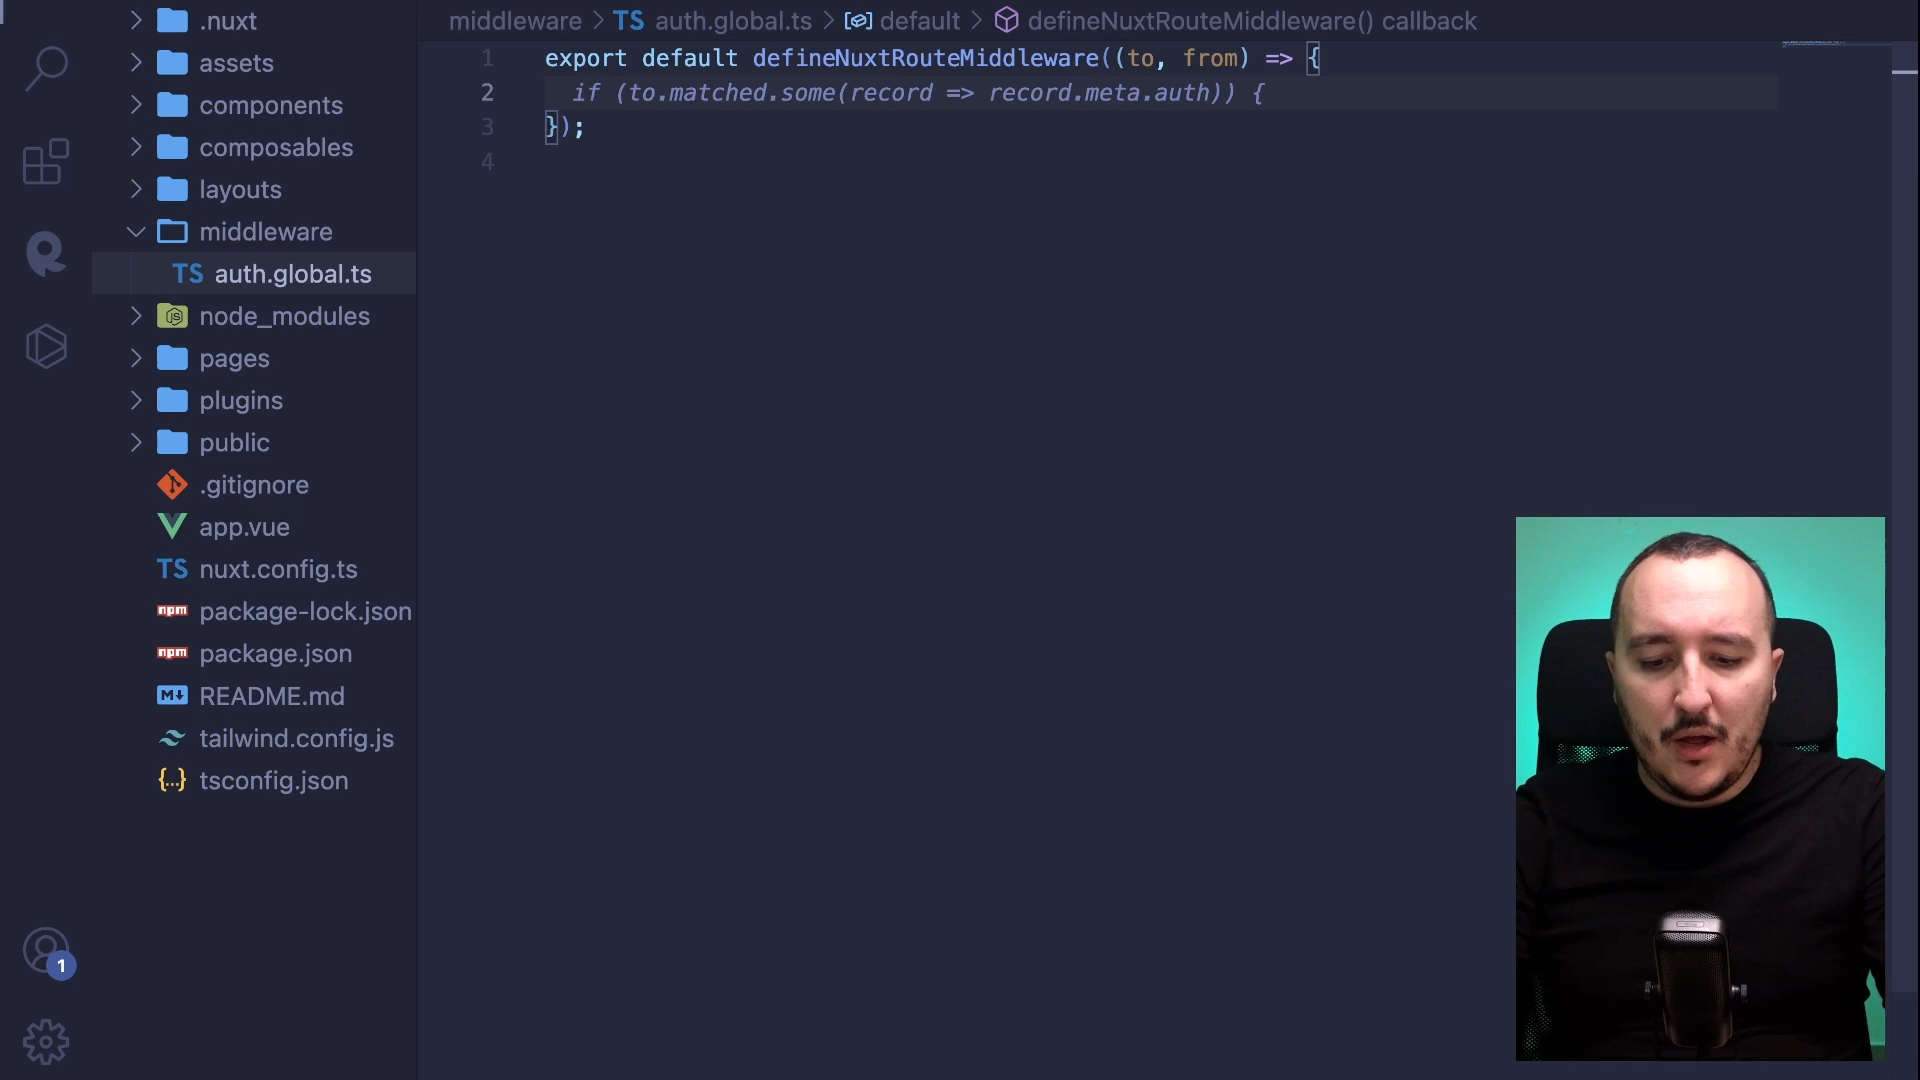 .nuxt
assets
components
composables
layouts
middleware
TS auth.global.ts
node_modules
pages
plugins
public
.gitignore
app.vue
TS nuxt.config.ts
npm package-lock.json
npm package.json
M↓ README.md
tailwind.config.js
{...} tsconfig.json
1
middleware > TS auth.global.ts > default > defineNuxtRouteMiddleware() callback
1 export default defineNuxtRouteMiddleware((to, from) => {
2 if (to.matched.some(record => record.meta.auth)) {
3 });
4